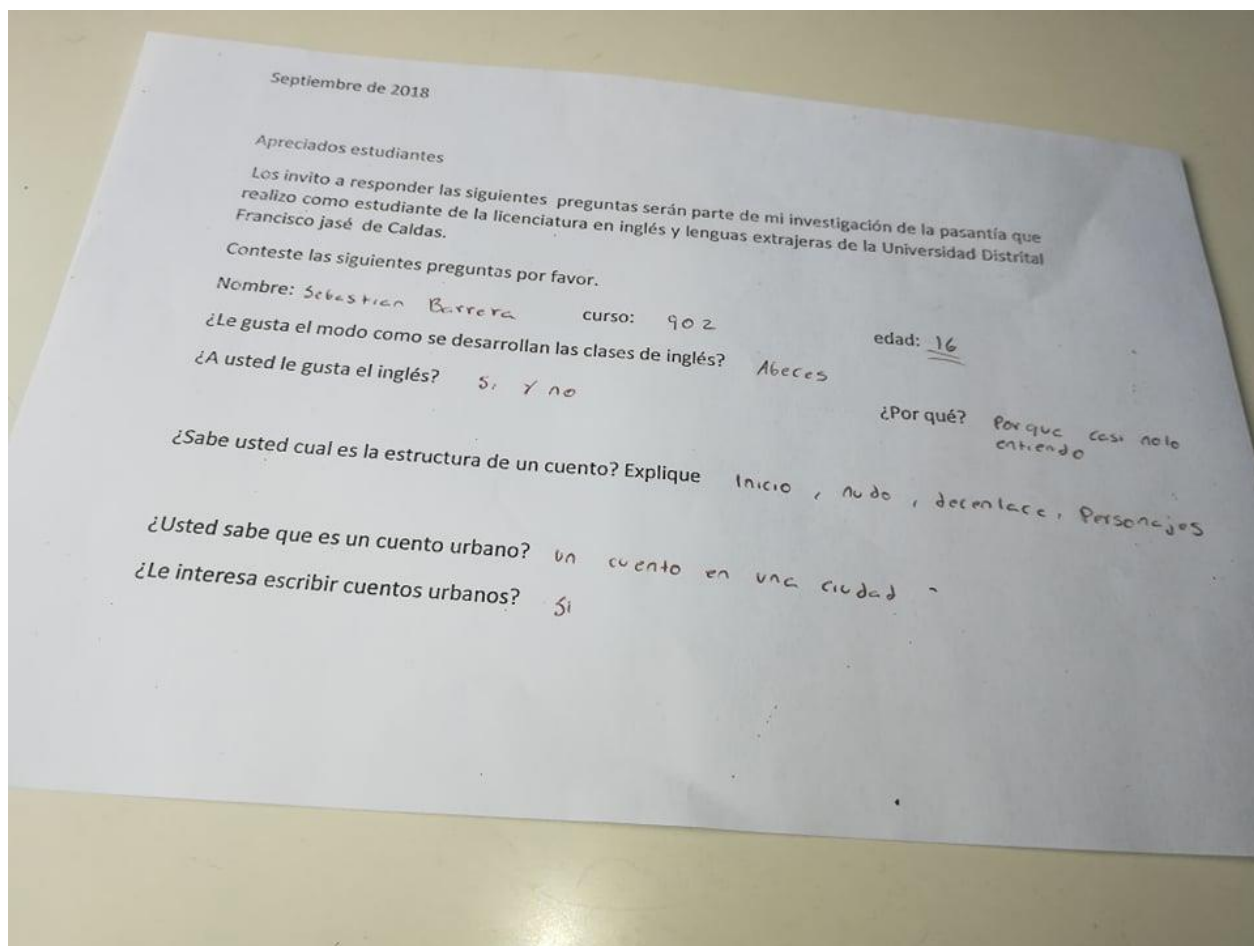 Septiembre de 2018
Apreciados estudiantes
Los invito a responder las siguientes preguntas serán parte de mi investigación de la pasantía que
realizo como estudiante de la licenciatura en inglés y lenguas extrajeras de la Universidad Distrital
Francisco jasé de Caldas.
Conteste las siguientes preguntas por favor.
Nombre: Sebastian Barrera curso: 902 edad: 16
¿Le gusta el modo como se desarrollan las clases de inglés? Abeces
¿A usted le gusta el inglés? Si y no ¿Por qué? Porque casi no lo
entiendo
¿Sabe usted cual es la estructura de un cuento? Explique Inicio, nudo, decenlace, Personajes
¿Usted sabe que es un cuento urbano? un cuento en una ciudad
¿Le interesa escribir cuentos urbanos? Si